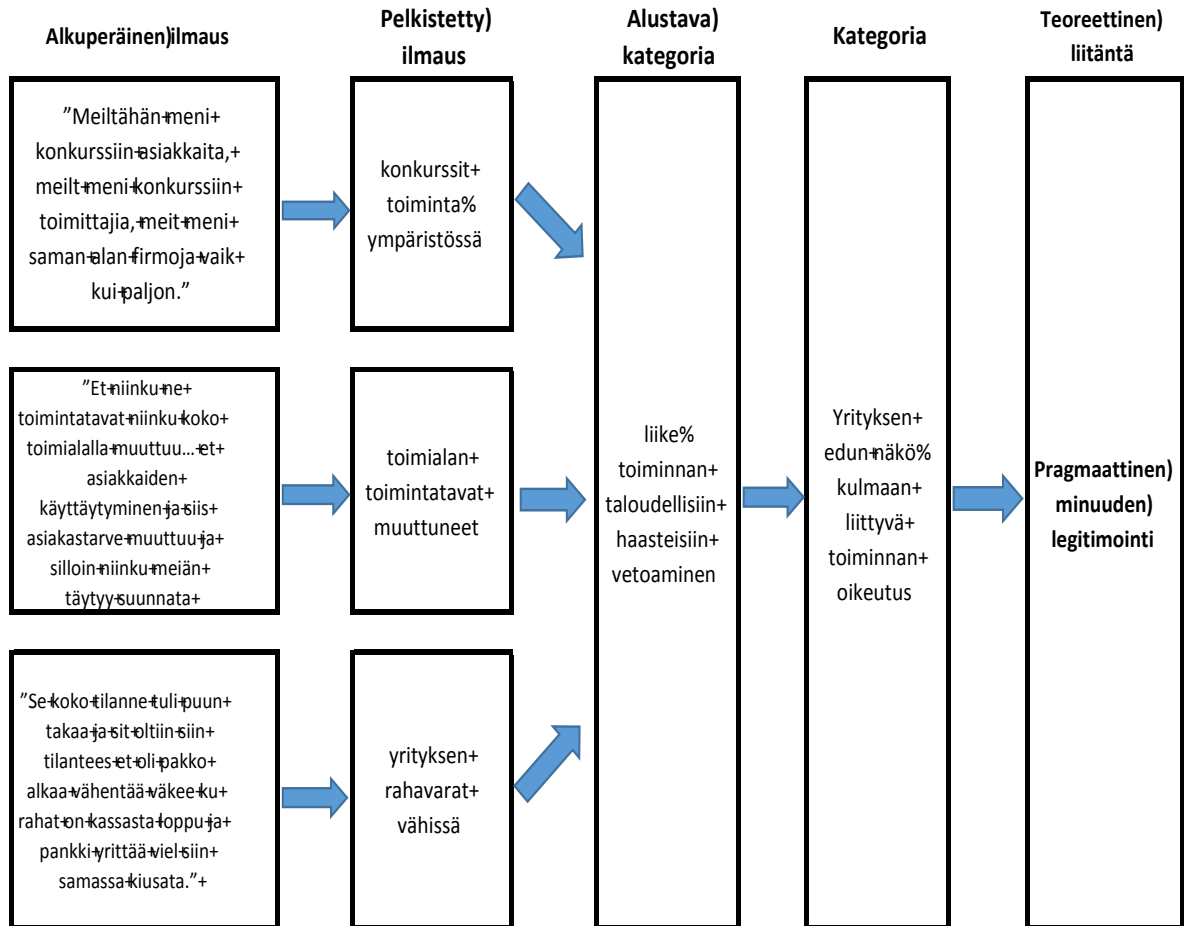 Alkuperäinen)ilmaus
Pelkistetty)
ilmaus
Alustava)
kategoria
Kategoria
Teoreettinen)
liitäntä
”Meiltähän+meni+
konkurssiin+asiakkaita,+
meilt+meni+konkurssiin+
toimittajia,+meit+meni+
saman+alan+firmoja+vaik+
kui+paljon.”
konkurssit+
toiminta%
ympäristössä
”Et+niinku+ne+
toimintatavat+niinku+koko+
toimialalla+muuttuu…+et+
asiakkaiden+
käyttäytyminen+ja+siis+
asiakastarve+muuttuu+ja+
silloin+niinku+meiän+
täytyy+suunnata+
toimialan+
toimintatavat+
muuttuneet
”Se+koko+tilanne+tuli+puun+
takaa+ja+sit+oltiin+siin+
tilantees+et+oli+pakko+
alkaa+vähentää+väkee+ku+
rahat+on+kassasta+loppu+ja+
pankki+yrittää+viel+siin+
samassa+kiusata.”+
yrityksen+
rahavarat+
vähissä
liike%
toiminnan+
taloudellisiin+
haasteisiin+
vetoaminen
Yrityksen+
edun+näkö%
kulmaan+
liittyvä+
toiminnan+
oikeutus
Pragmaattinen)
minuuden)
legitimointi